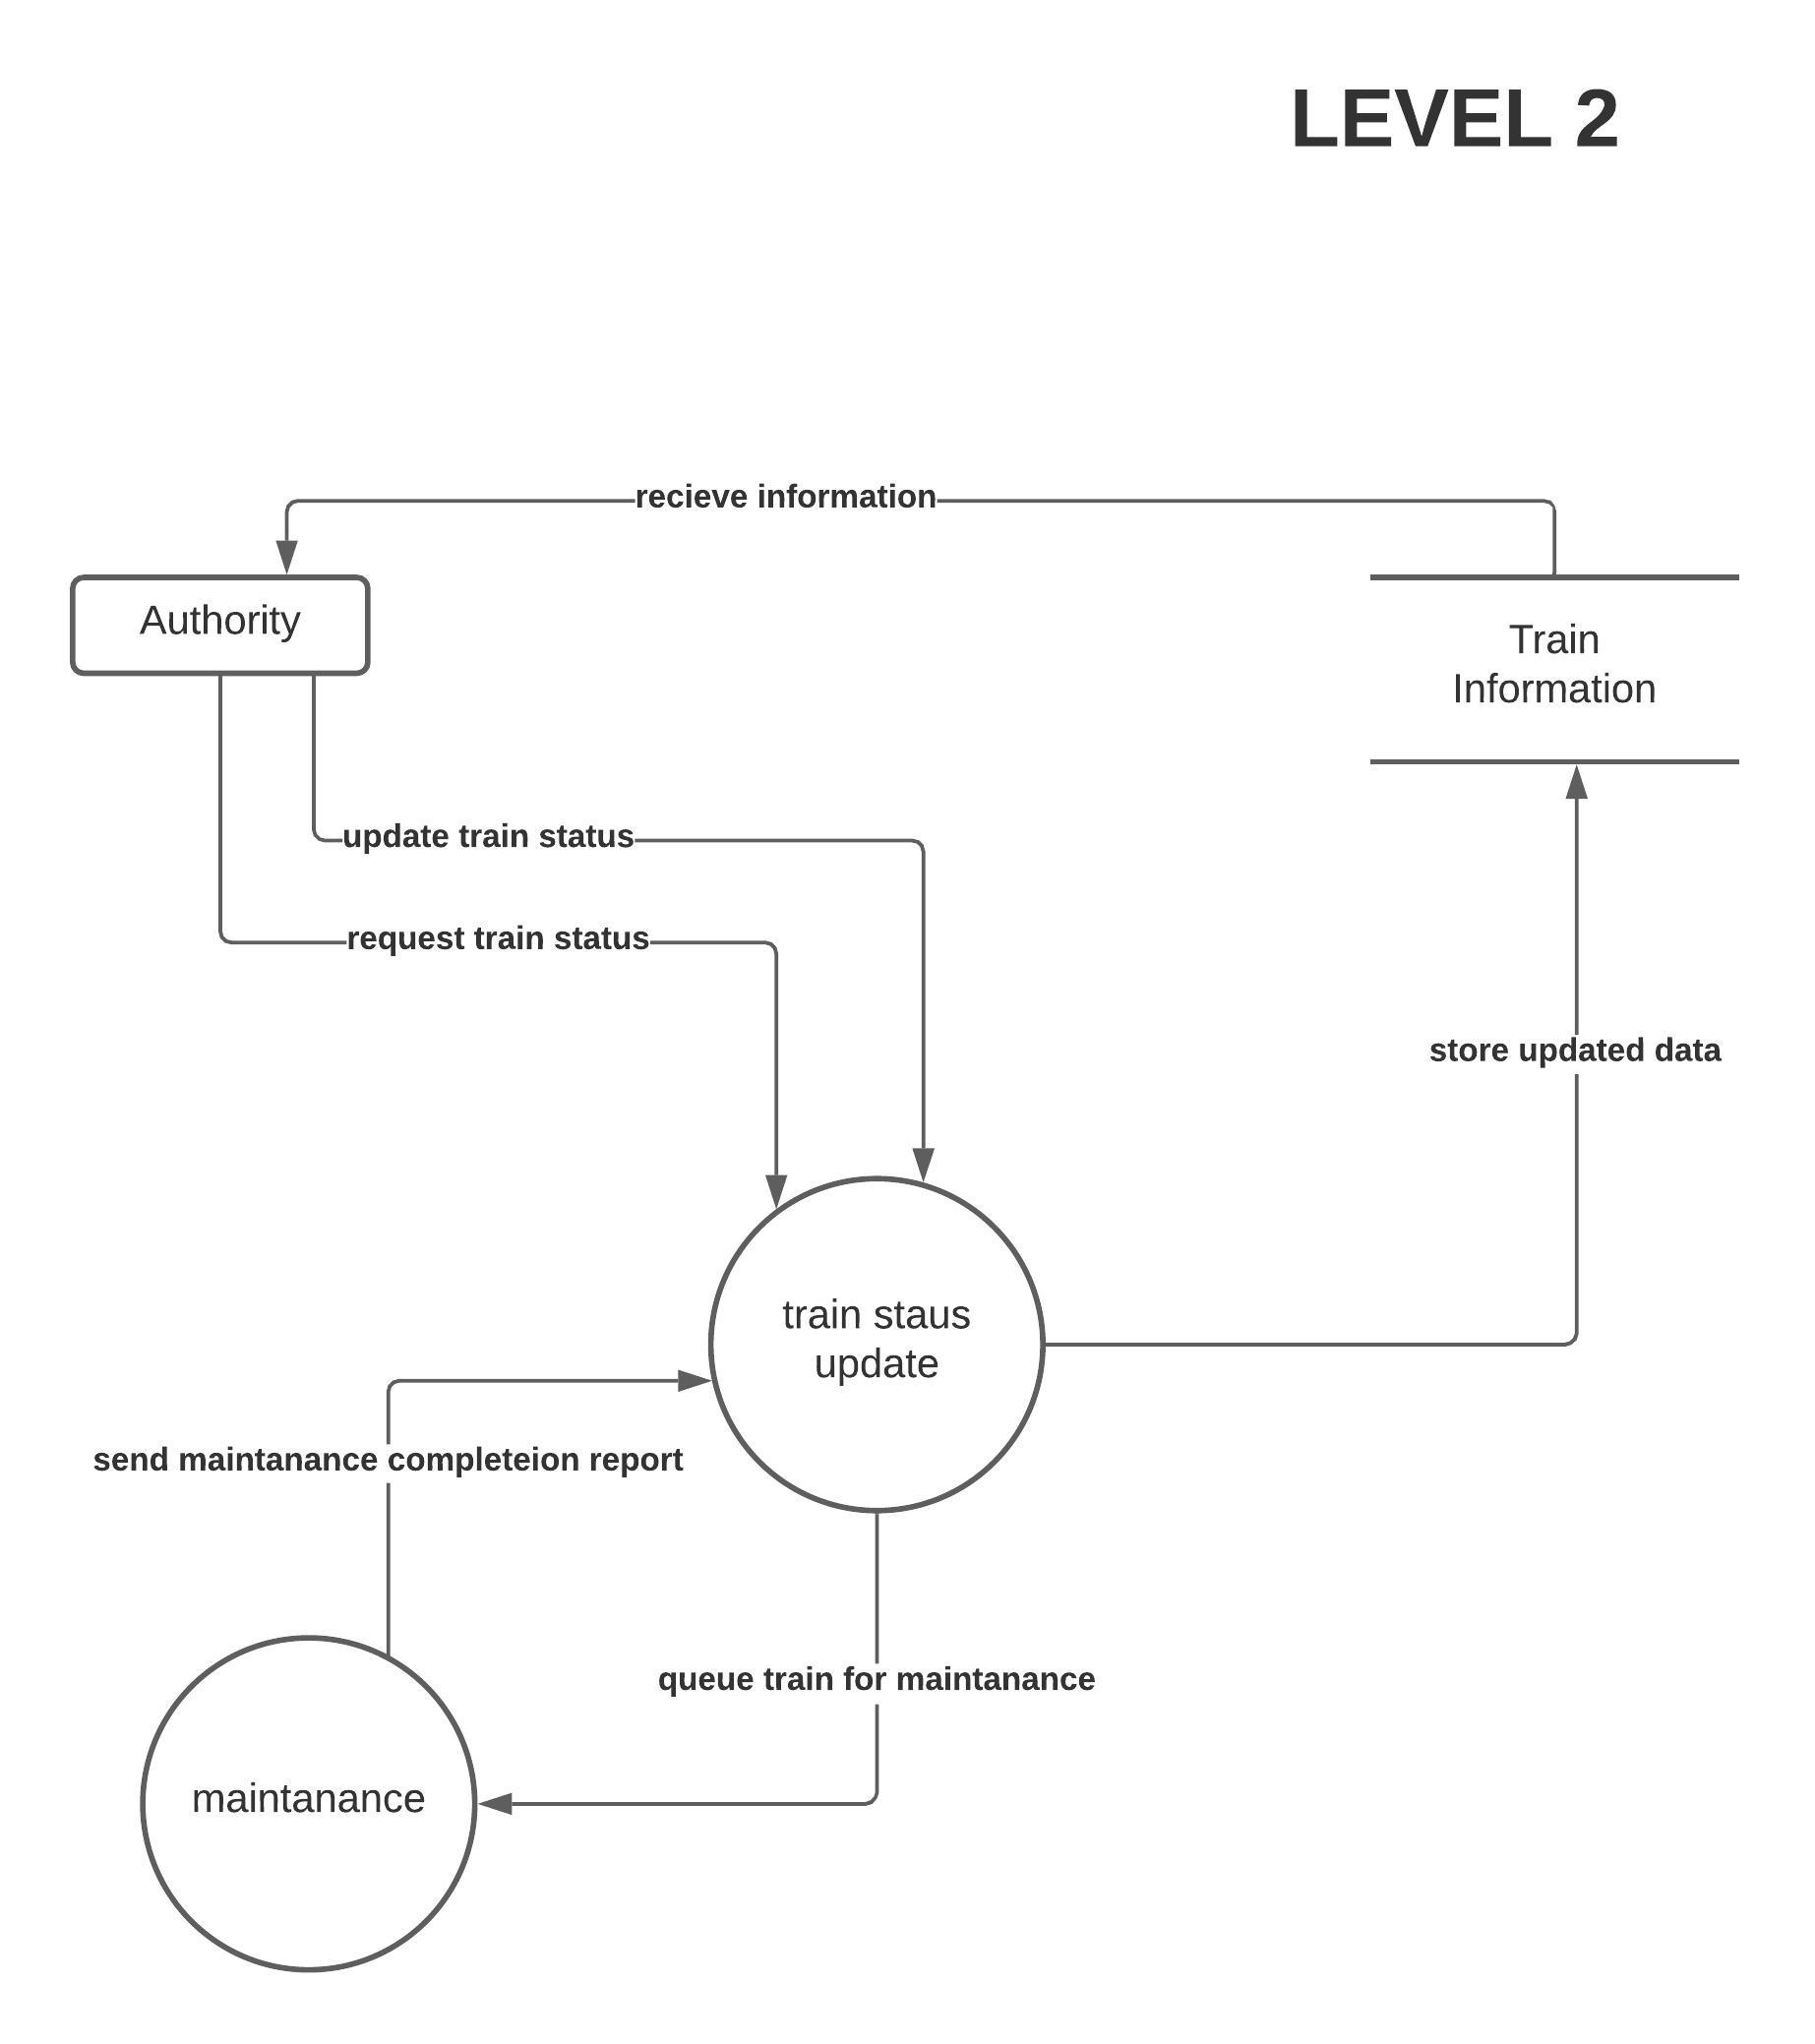 LEVEL 2
recieve information
Authority
Train
Information
update train status
request train status
store updated data
train staus
update
send maintanance completeion report
queue train for maintanance
maintanance